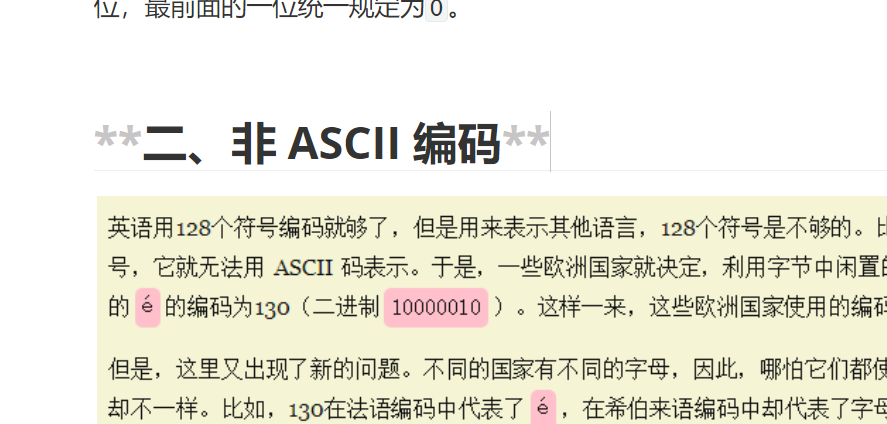 位，最前面的一位统一规定为0。
**二、非 ASCII 编码**
英语用128个符号编码就够了，但是用来表示其他语言，128个符号是不够的。比
号，它就无法用 ASCII 码表示。于是，一些欧洲国家就决定，利用字节中闲置的
的 é 的编码为130（二进制 10000010 ）。这样一来，这些欧洲国家使用的编码
但是，这里又出现了新的问题。不同的国家有不同的字母，因此，哪怕它们都使
却不一样。比如，130在法语编码中代表了 é ，在希伯来语编码中却代表了字母